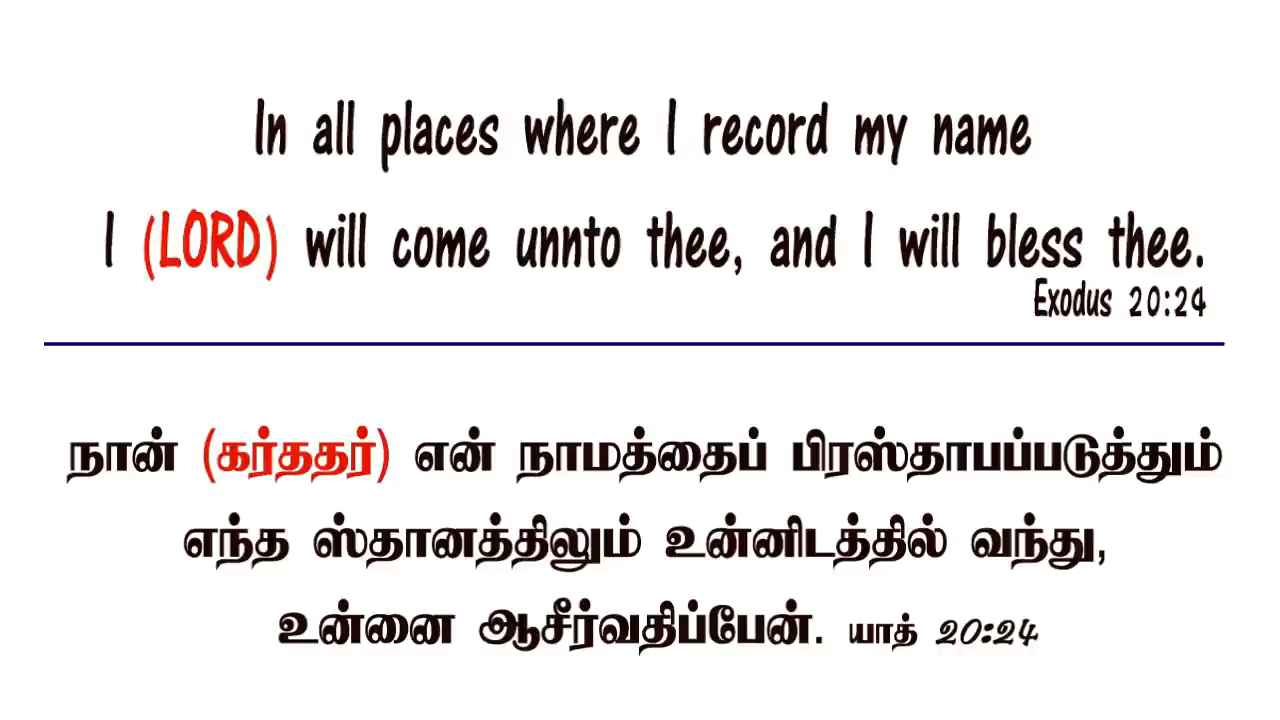 In all places where I record my name
I (LORD) will come unnto thee, and I will bless thee.
Exodus 20:24
நான் (கர்ததர்) என் நாமத்தைப் பிரஸ்தாபப்படுத்தும்
எந்த ஸ்தானத்திலும் உன்னிடத்தில் வந்து,
உன்னை ஆசீர்வதிப்பேன். யாத் 20:24